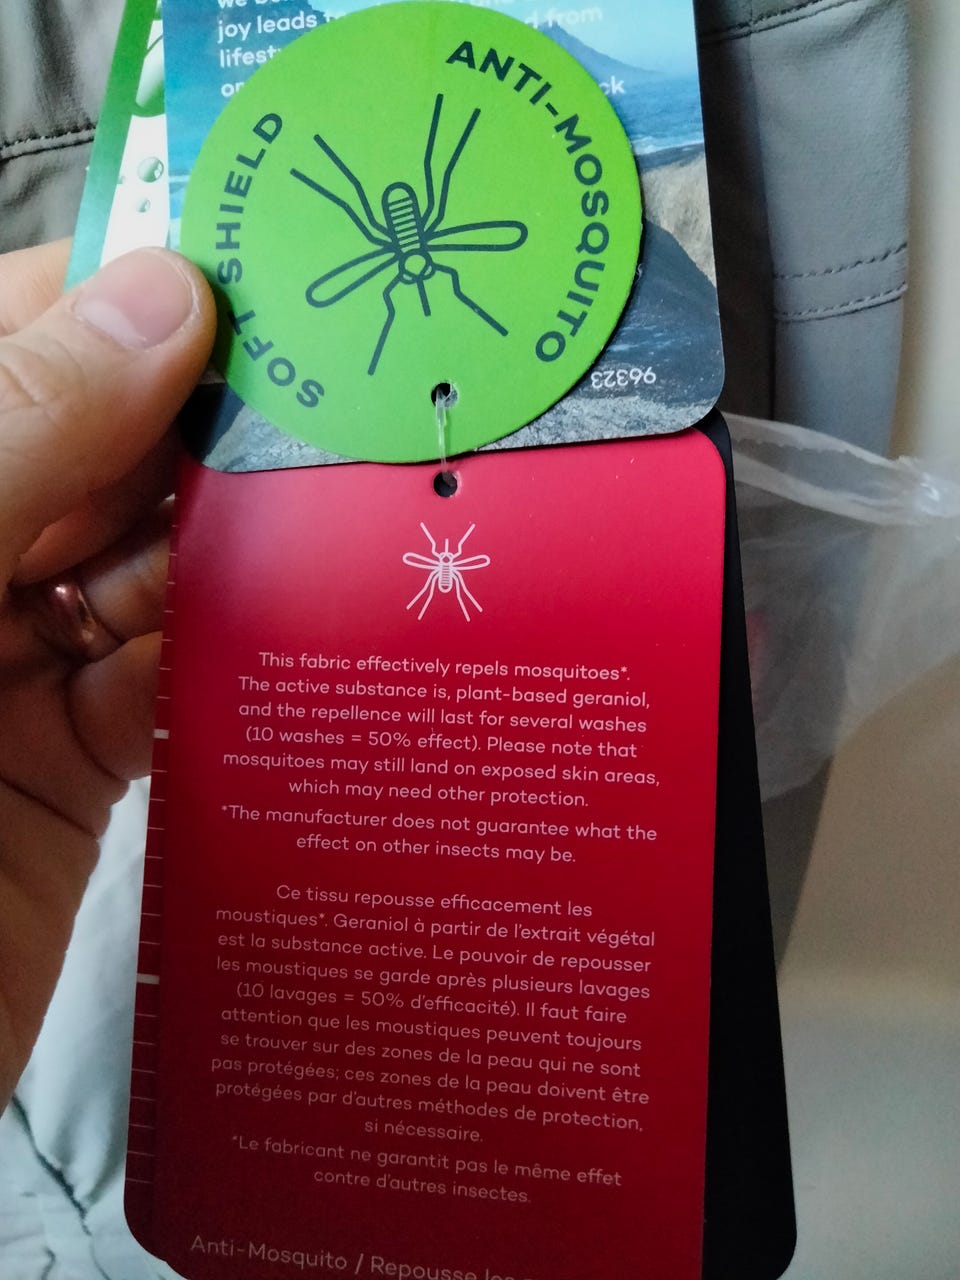 joy leads
from
ck
SOFT SHIELD
ANTI-MOSQUITO
96323
This fabric effectively repels mosquitoes*.
The active substance is, plant-based geraniol,
and the repellence will last for several washes
(10 washes = 50% effect). Please note that
mosquitoes may still land on exposed skin areas,
which may need other protection.
*The manufacturer does not guarantee what the
effect on other insects may be.
Ce tissu repousse efficacement les
moustiques*. Geraniol à partir de l'extrait végétal
est la substance active. Le pouvoir de repousser
les moustiques se garde après plusieurs lavages
(10 lavages = 50% d'efficacité). Il faut faire
attention que les moustiques peuvent toujours
se trouver sur des zones de la peau qui ne sont
pas protégées; ces zones de la peau doivent être
protégées par d'autres méthodes de protection,
si nécessaire.
*Le fabricant ne garantit pas le même effet
contre d'autres insectes.
Anti-Mosquito / Repousse les